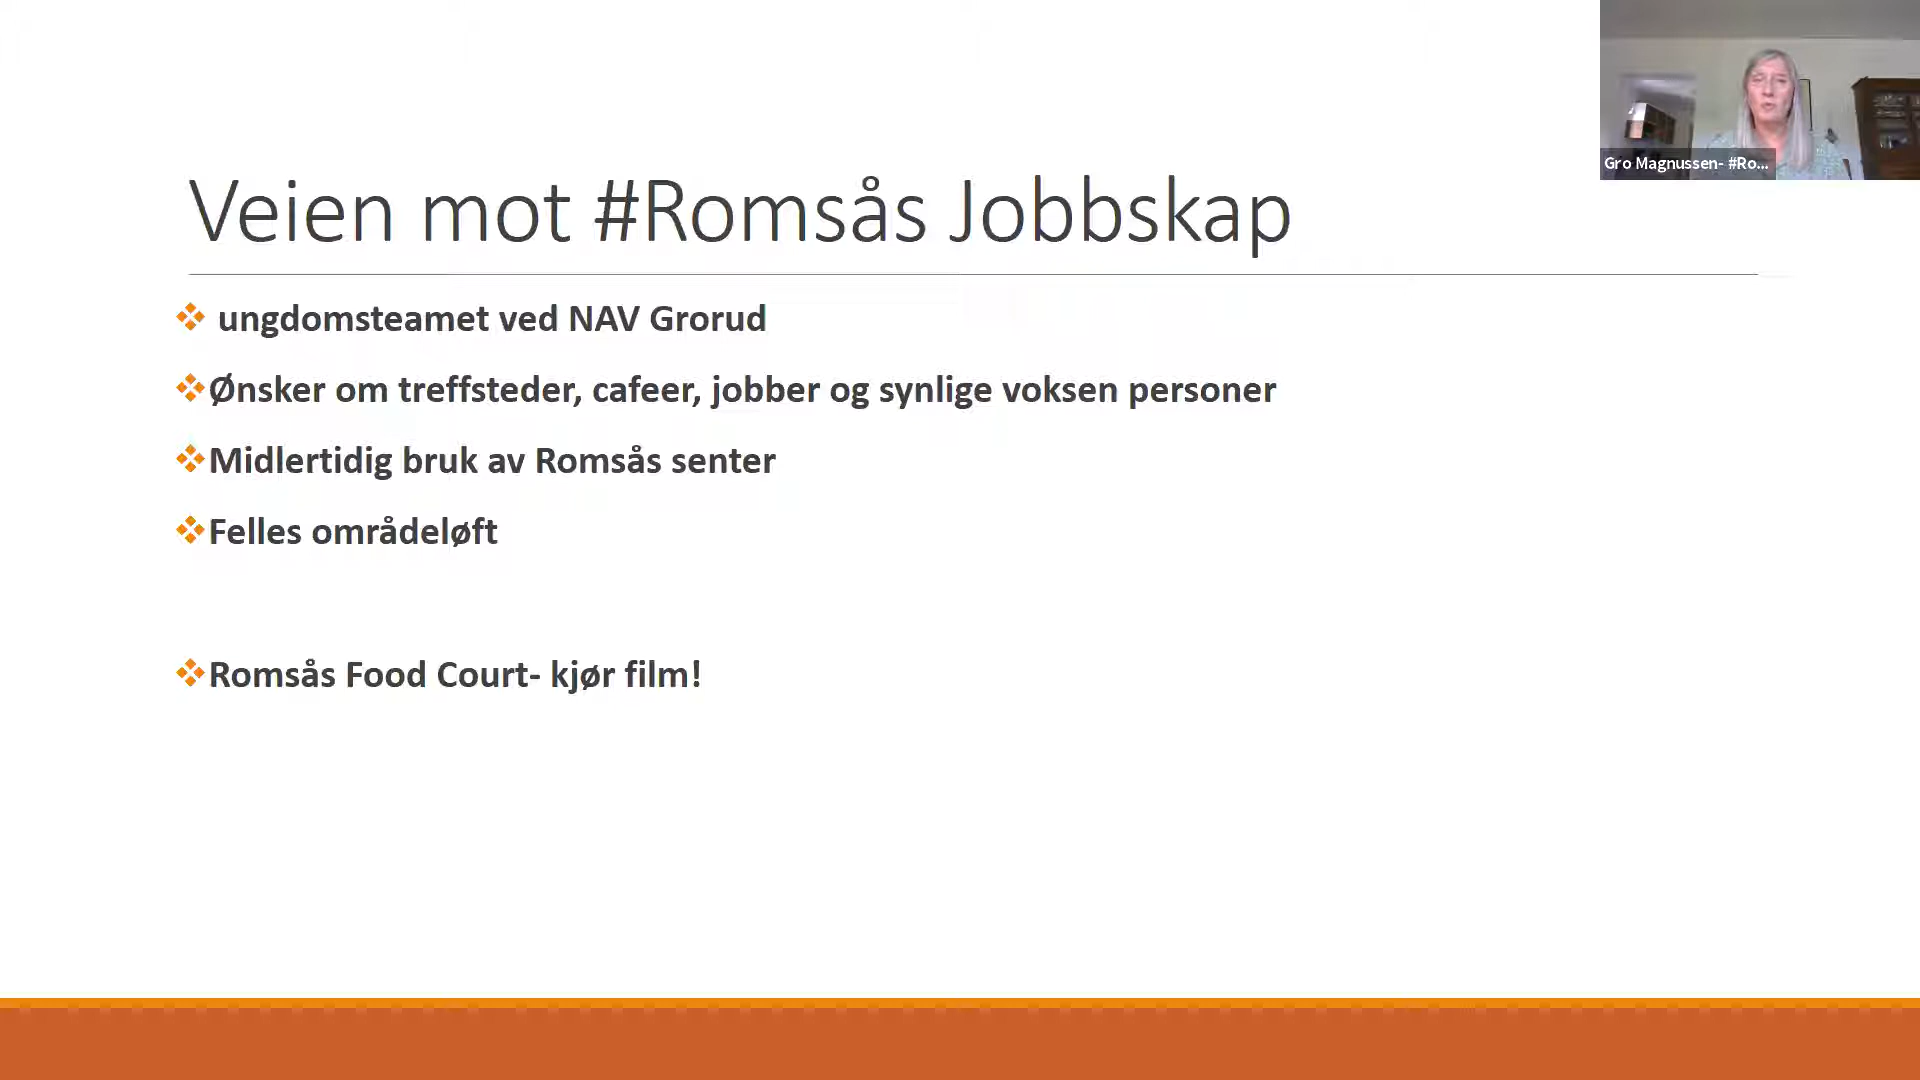 Gro Magnussen- #Ro...
Veien mot #Romsås Jobbskap
ungdomsteamet ved NAV Grorud
Ønsker om treffsteder, cafeer, jobber og synlige voksen personer
Midlertidig bruk av Romsås senter
Felles områdeløft
Romsås Food Court- kjør film!